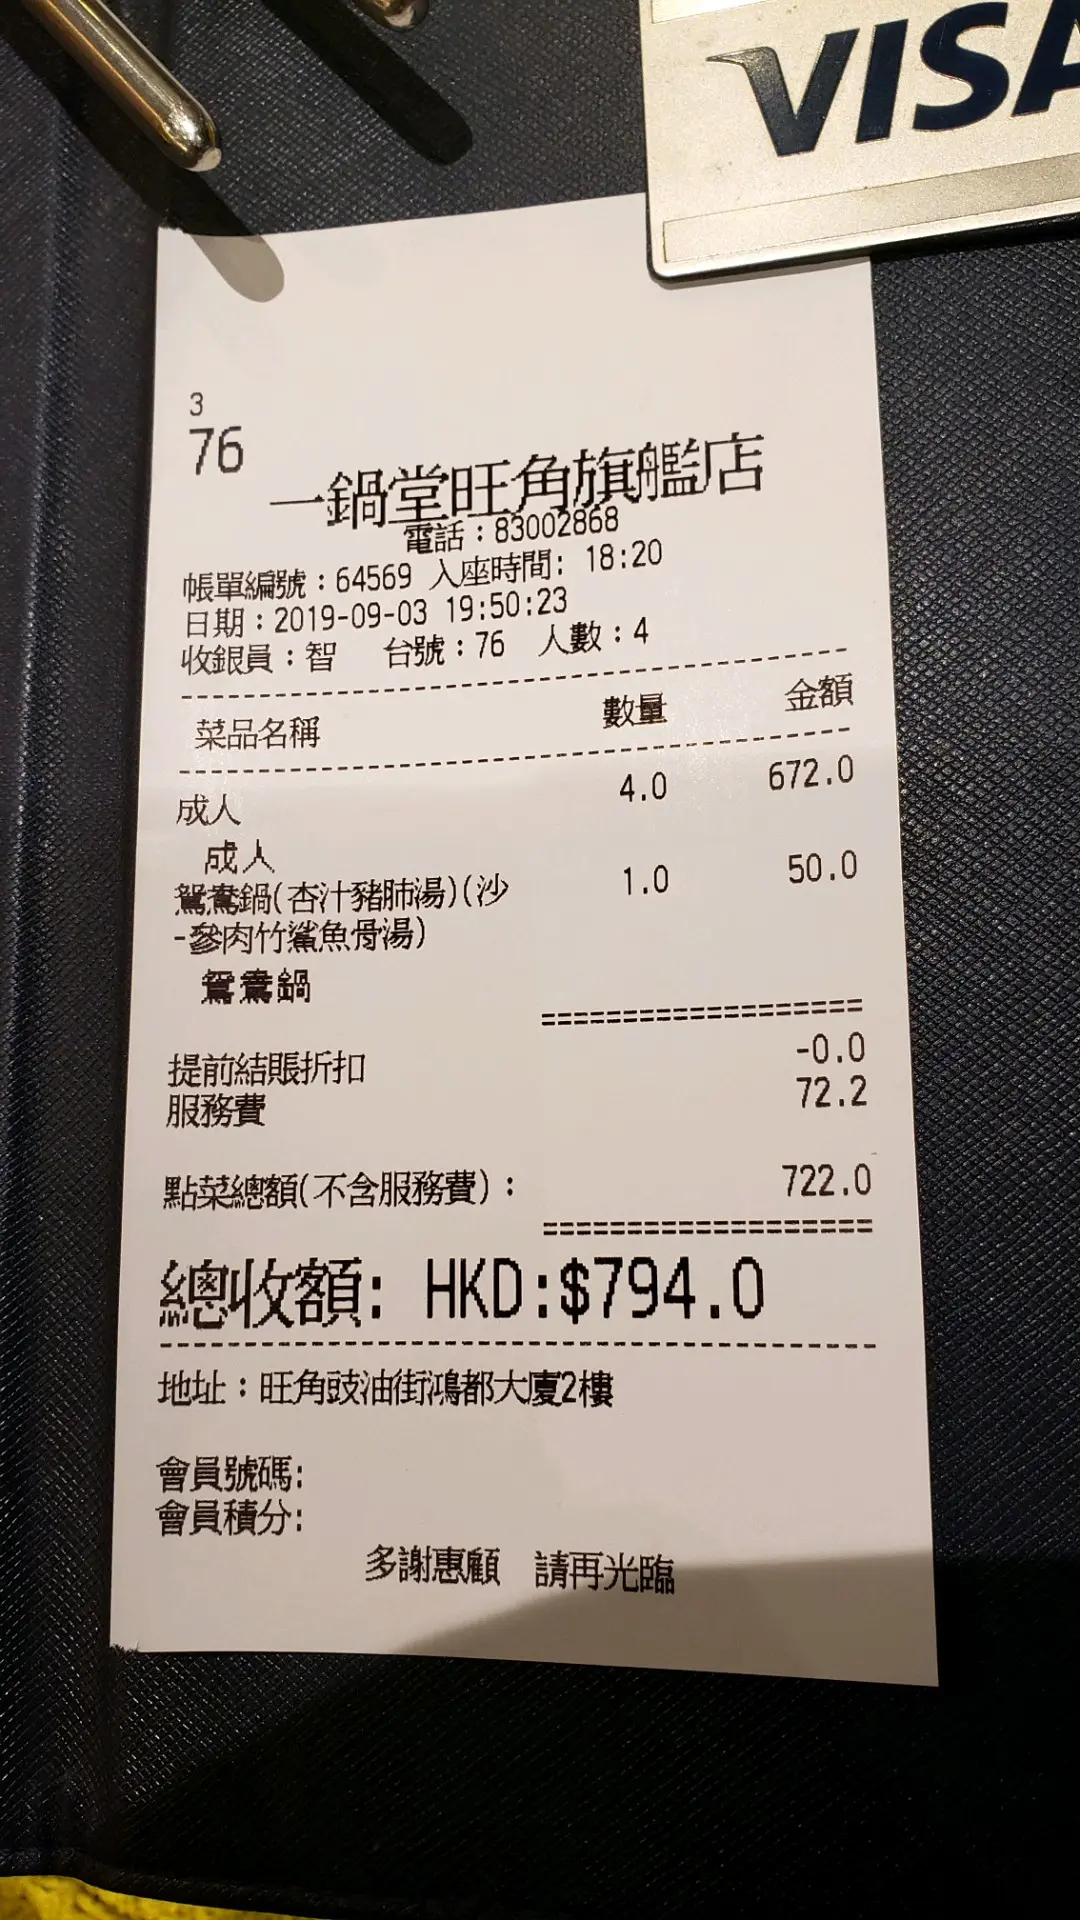 VISA
3
76
一鍋堂旺角旗艦店
電話：83002868
帳單編號：64569 入座時間: 18:20
日期：2019-09-03 19:50:23
收銀員：智 台號：76 人數：4
菜品名稱 數量 金額
成人 4.0 672.0
成人
鴛鴦鍋(杏汁豬肺湯)(沙 1.0 50.0
-參肉竹鯊魚骨湯)
鴛鴦鍋
提前結賬折扣 -0.0
服務費 72.2
點菜總額(不含服務費)： 722.0
總收額: HKD:$794.0
地址：旺角豉油街鴻都大廈2樓
會員號碼:
會員積分:
多謝惠顧 請再光臨